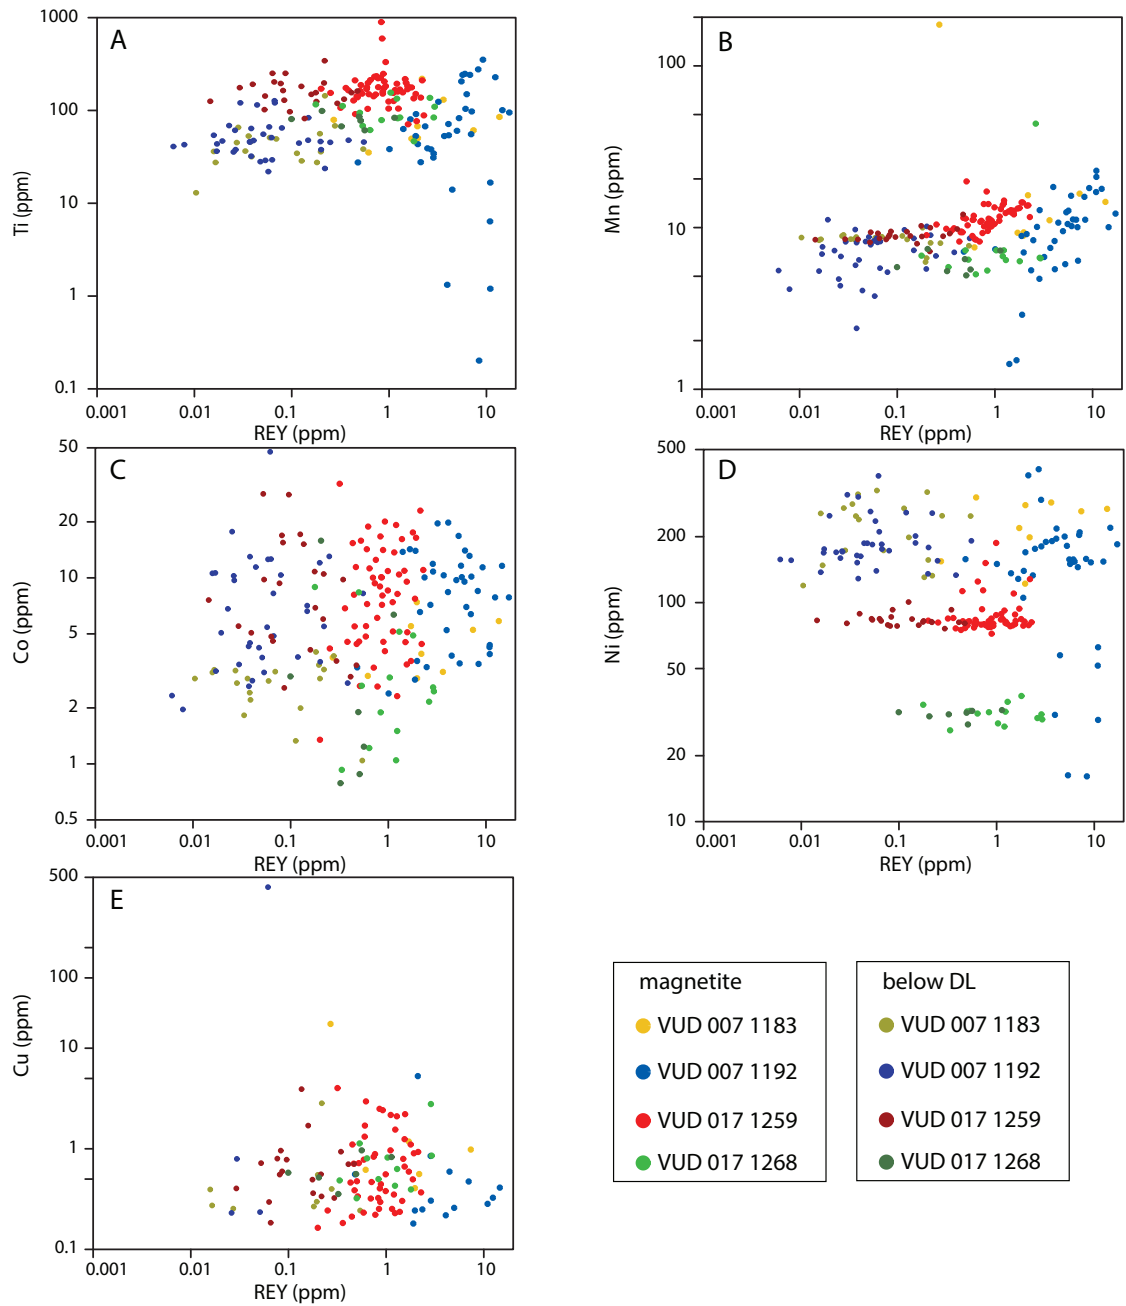 A
Ti (ppm)
1000
100
10
1
0.1
0.001
0.01
0.1
1
10
REY (ppm)
B
Mn (ppm)
100
10
1
0.001
0.01
0.1
1
10
REY (ppm)
C
Co (ppm)
50
20
10
5
2
1
0.5
0.001
0.01
0.1
1
10
REY (ppm)
D
Ni (ppm)
500
200
100
50
20
10
0.001
0.01
0.1
1
10
REY (ppm)
E
Cu (ppm)
500
100
10
1
0.1
0.001
0.01
0.1
1
10
REY (ppm)
magnetite
VUD 007 1183
VUD 007 1192
VUD 017 1259
VUD 017 1268
below DL
VUD 007 1183
VUD 007 1192
VUD 017 1259
VUD 017 1268